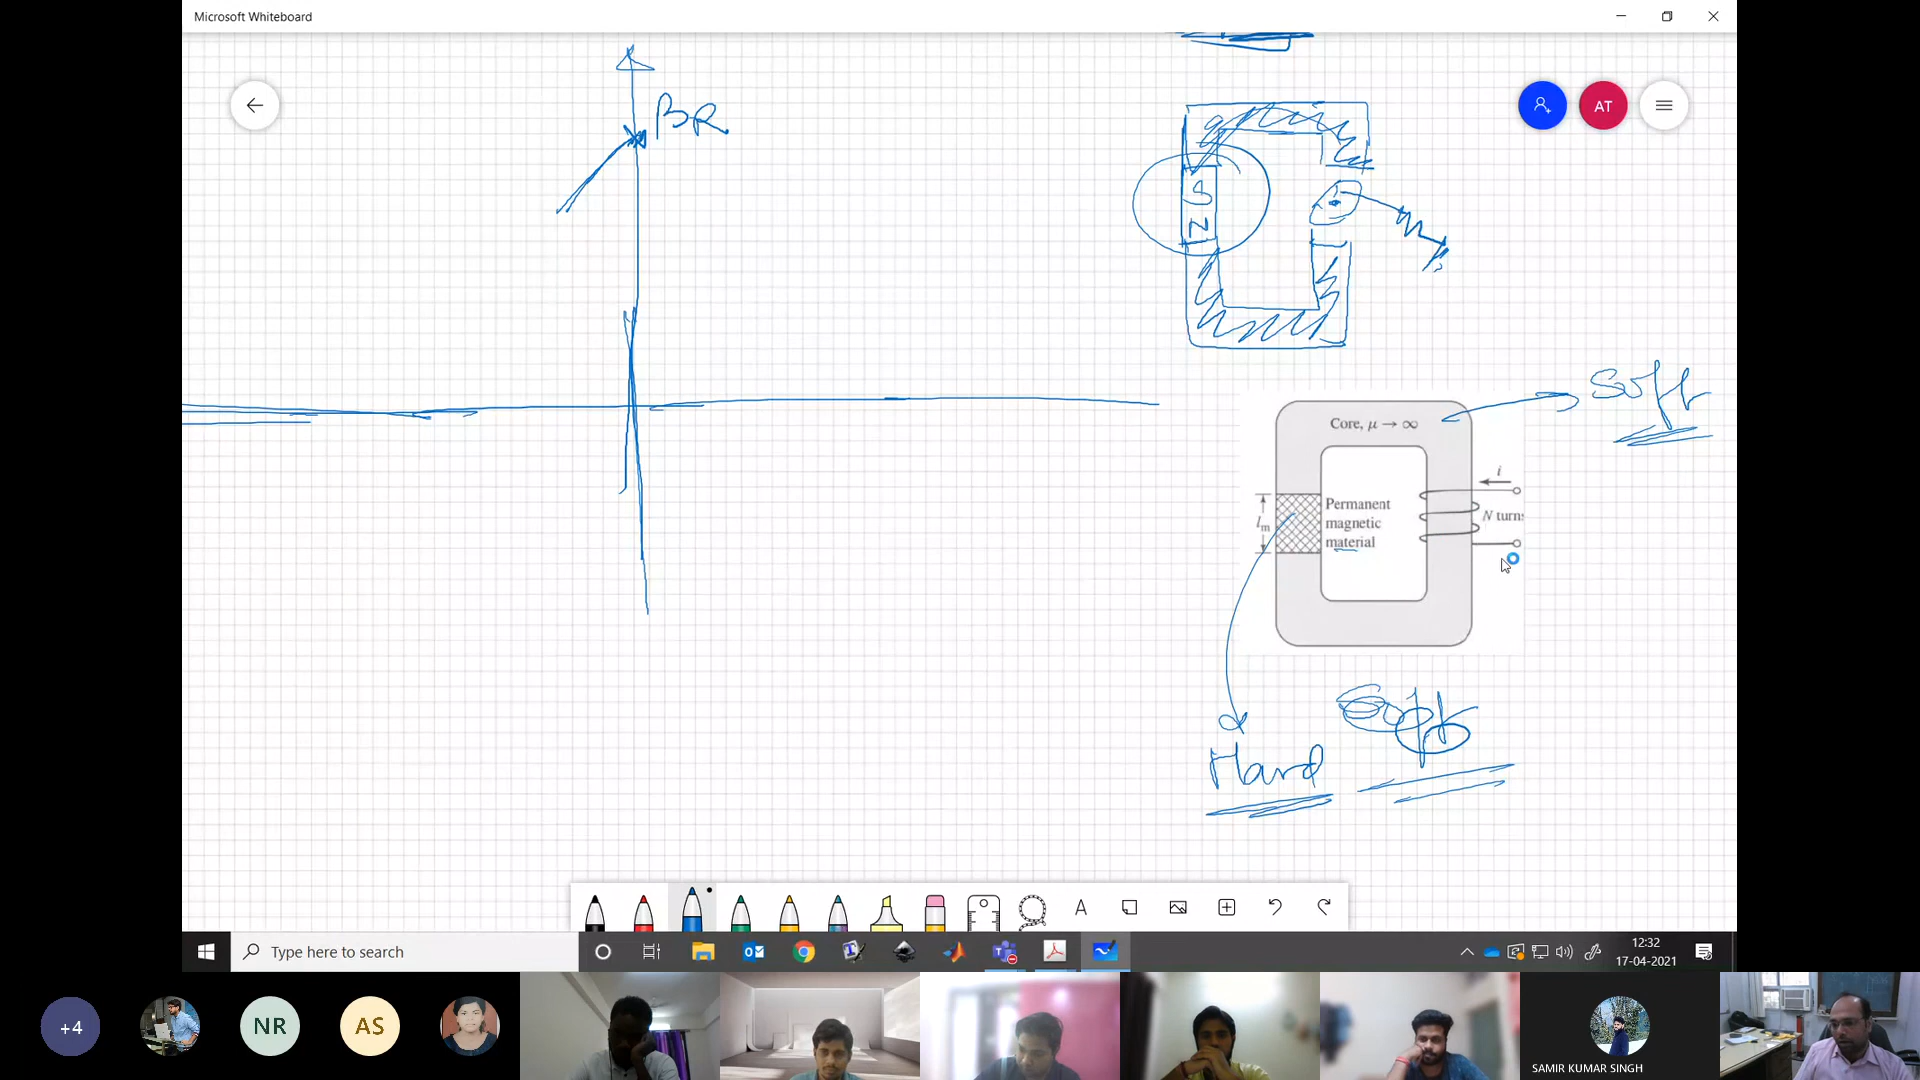 Microsoft Whiteboard
BR
AT
S
N
Soft
Core, μ → ∞
i
Permanent
magnetic
material
lm
N turns
Hard
Soft
A
Type here to search
12:32
17-04-2021
+4
NR
AS
SAMIR KUMAR SINGH